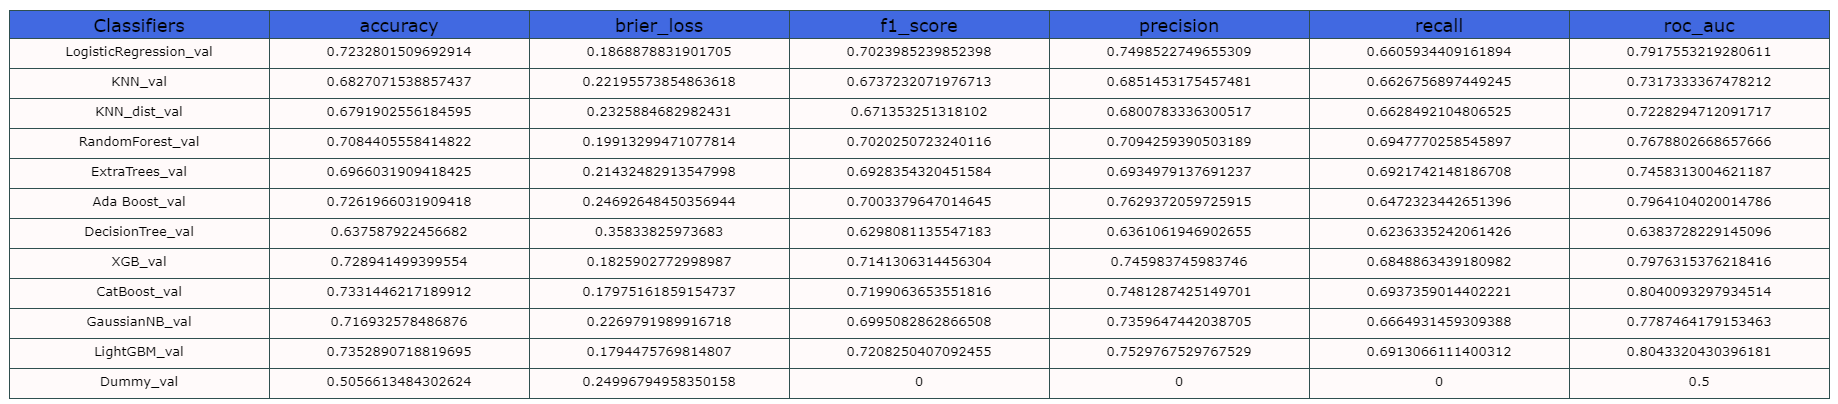 Classifiers accuracy brier_loss f1_score precision recall roc_auc
LogisticRegression_val 0.7232801509692914 0.1868878831901705 0.7023985239852398 0.7498522749655309 0.6605934409161894 0.7917553219280611
KNN_val 0.6827071538857437 0.22195573854863618 0.6737232071976713 0.6851453175457481 0.6626756897449245 0.7317333367478212
KNN_dist_val 0.6791902556184595 0.2325884682982431 0.671353251318102 0.6800783336300517 0.6628492104806525 0.7228294712091717
RandomForest_val 0.7084405558414822 0.19913299471077814 0.7020250723240116 0.7094259390503189 0.6947770258545897 0.7678802668657666
ExtraTrees_val 0.6966031909418425 0.21432482913547998 0.6928354320451584 0.6934979137691237 0.6921742148186708 0.7458313004621187
Ada Boost_val 0.7261966031909418 0.24692648450356944 0.7003379647014645 0.7629372059725915 0.6472323442651396 0.7964104020014786
DecisionTree_val 0.637587922456682 0.35833825973683 0.6298081135547183 0.6361061946902655 0.6236335242061426 0.6383728229145096
XGB_val 0.728941499399554 0.1825902772998987 0.7141306314456304 0.745983745983746 0.6848863439180982 0.7976315376218416
CatBoost_val 0.7331446217189912 0.17975161859154737 0.7199063653551816 0.7481287425149701 0.6937359014402221 0.8040093297934514
GaussianNB_val 0.716932578486876 0.2269791989916718 0.6995082862866508 0.7359647442038705 0.6664931459309388 0.7787464179153463
LightGBM_val 0.7352890718819695 0.1794475769814807 0.7208250407092455 0.7529767529767529 0.6913066111400312 0.8043320430396181
Dummy_val 0.5056613484302624 0.24996794958350158 0 0 0 0.5